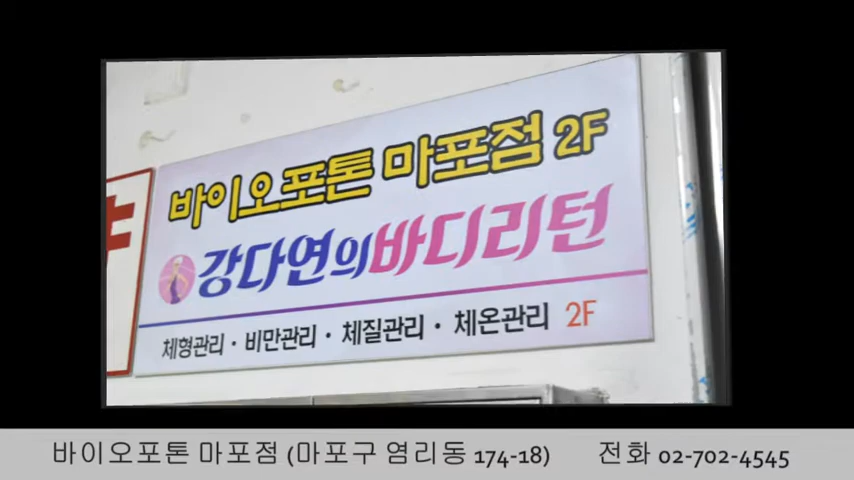 바이오포톤 마포점 2F
강다연의바디리턴
체형관리 · 비만관리 · 체질관리 · 체온관리 2F
바이오포톤 마포점 (마포구 염리동 174-18) 전화 02-702-4545